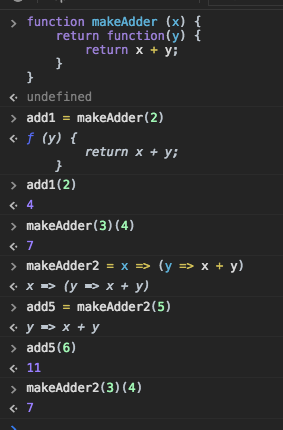 > function makeAdder (x) {
    return function(y) {
        return x + y;
    }
}
<· undefined
> add1 = makeAdder(2)
<· ƒ (y) {
        return x + y;
    }
> add1(2)
<· 4
> makeAdder(3)(4)
<· 7
> makeAdder2 = x => (y => x + y)
<· x => (y => x + y)
> add5 = makeAdder2(5)
<· y => x + y
> add5(6)
<· 11
> makeAdder2(3)(4)
<· 7
>